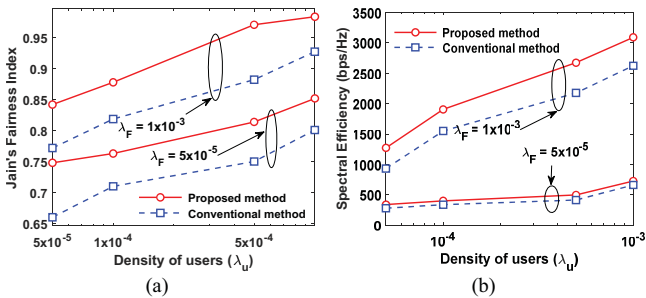 0.95
0.9
0.85
0.8
0.75
0.7
0.65
Jain's Fairness Index
λF = 1x10-3
λF = 5x10-5
Proposed method
Conventional method
5x10-5
1x10-4
5x10-4
Density of users (λu)
(a)
3500
3000
2500
2000
1500
1000
500
0
Spectral Efficiency (bps/Hz)
Proposed method
Conventional method
λF = 1x10-3
λF = 5x10-5
10-4
10-3
Density of users (λu)
(b)